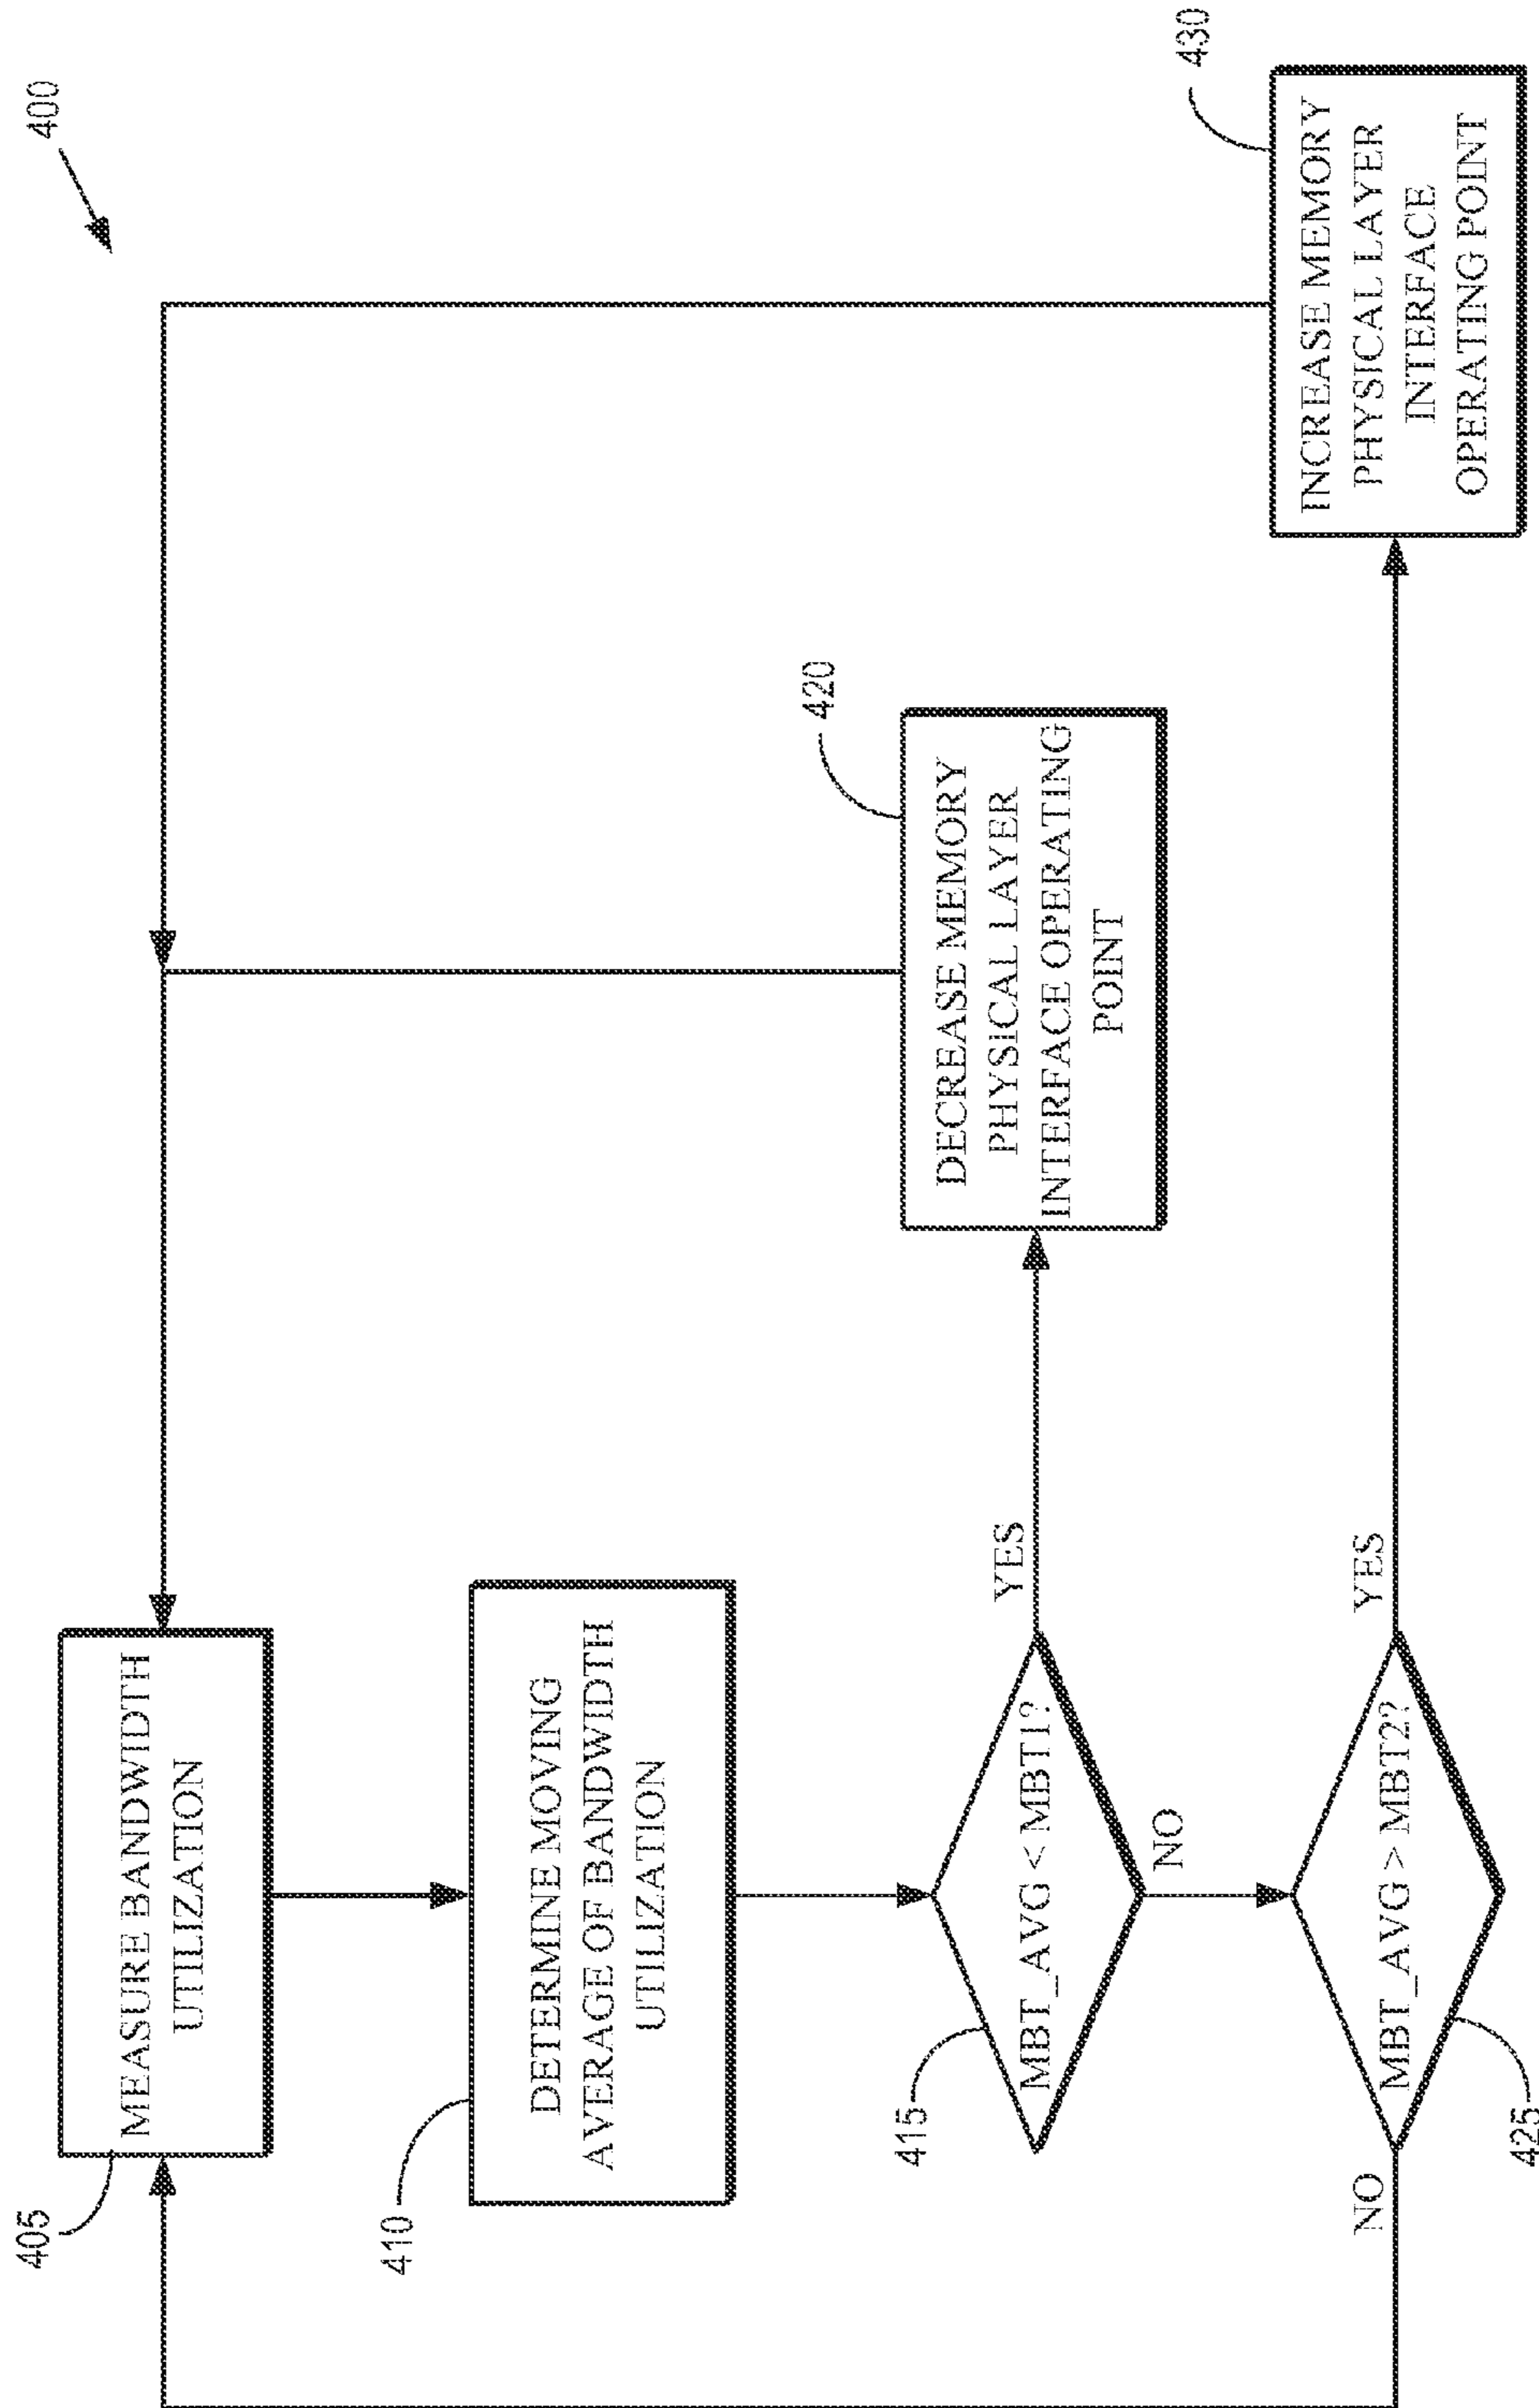 400
405
MEASURE BANDWIDTH
UTILIZATION
410
DETERMINE MOVING
AVERAGE OF BANDWIDTH
UTILIZATION
415
MBT_AVG < MBT1?
YES
NO
420
DECREASE MEMORY
PHYSICAL LAYER
INTERFACE OPERATING
POINT
425
MBT_AVG > MBT2?
YES
NO
430
INCREASE MEMORY
PHYSICAL LAYER
INTERFACE
OPERATING POINT